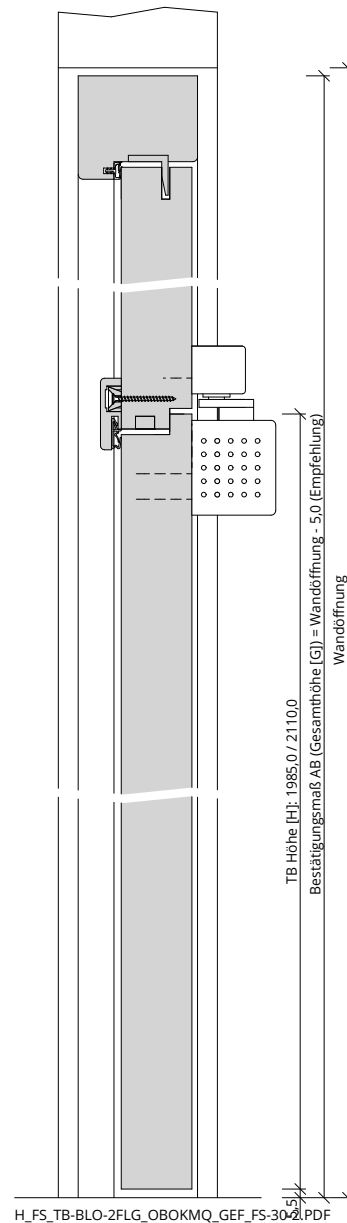 TB Höhe [H]: 1985,0 / 2110,0
Bestätigungsmaß AB (Gesamthöhe [G]) = Wandöffnung - 5,0 (Empfehlung)
Wandöffnung
5,5
H_FS_TB-BLO-2FLG_OBOKMQ_GEF_FS-30-2.PDF